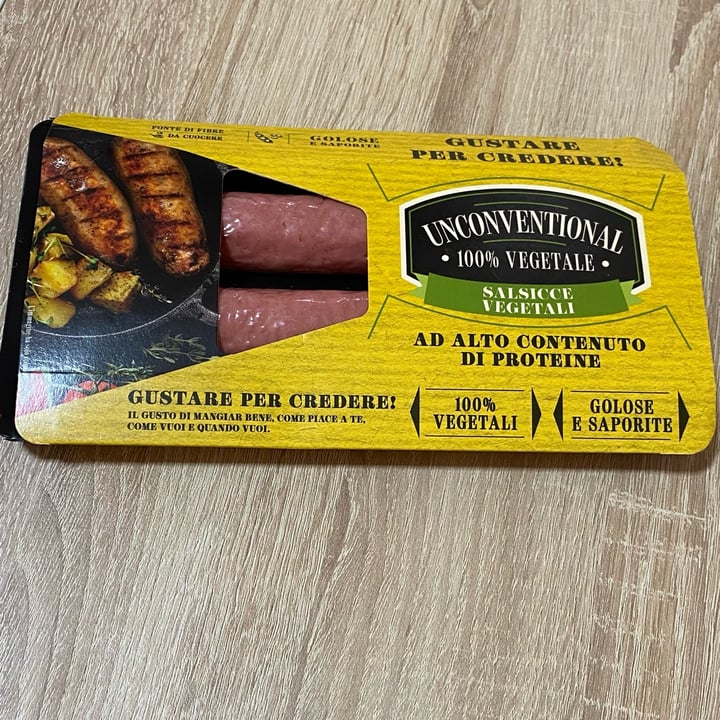 FONTE DI FIBRE
DA CUOCERE
GOLOSE
E SAPORITE
GUSTARE
PER CREDERE!
UNCONVENTIONAL
• 100% VEGETALE •
SALSICCE
VEGETALI
AD ALTO CONTENUTO
DI PROTEINE
GUSTARE PER CREDERE!
IL GUSTO DI MANGIAR BENE, COME PIACE A TE,
COME VUOI E QUANDO VUOI.
100%
VEGETALI
GOLOSE
E SAPORITE